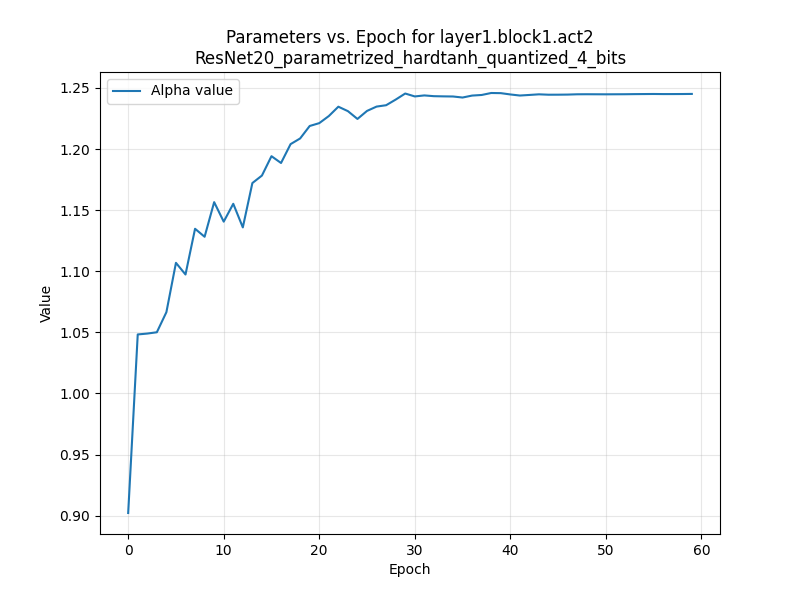 Parameters vs. Epoch for layer1.block1.act2
ResNet20_parametrized_hardtanh_quantized_4_bits
Alpha value
1.25
1.20
1.15
1.10
1.05
1.00
0.95
0.90
Value
0 10 20 30 40 50 60
Epoch